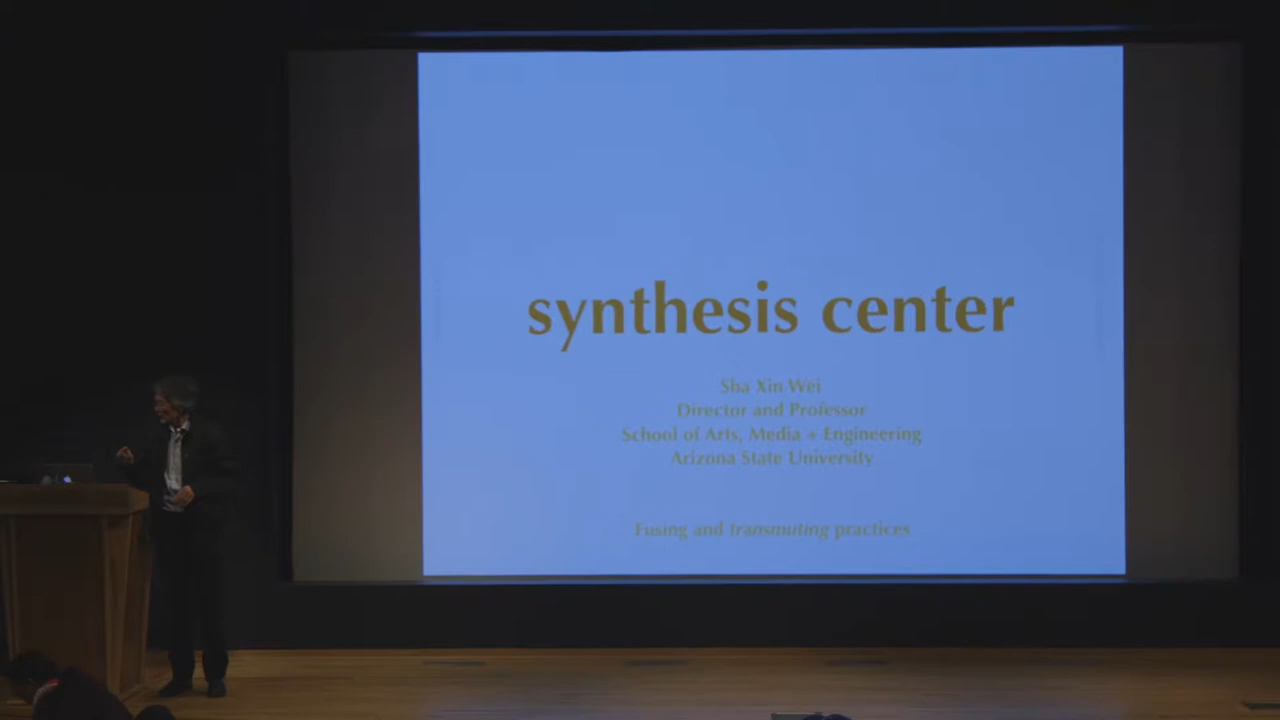 synthesis center
Sha Xin Wei
Director and Professor
School of Arts, Media + Engineering
Arizona State University
Fusing and transmuting practices